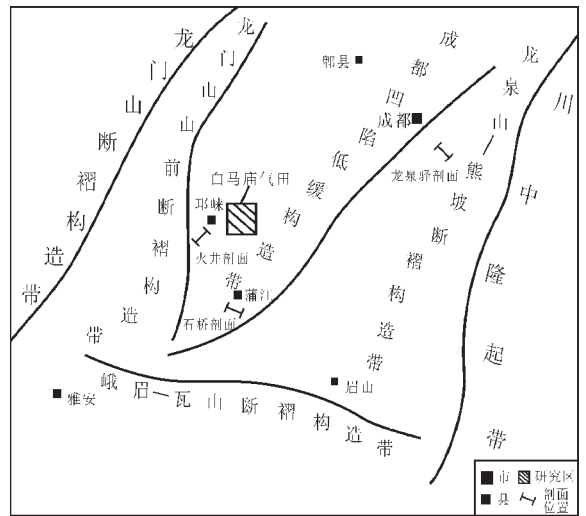 龙门山断褶构造带
龙门山山前断褶构造带
成都凹陷低缓构造带
龙泉山—熊坡断褶构造带
川中隆起带
峨眉—瓦山断褶构造带
郫县
成都
龙泉驿剖面
白马庙气田
邛崃
火井剖面
蒲江
石桥剖面
眉山
雅安
市
研究区
县
剖面
位置